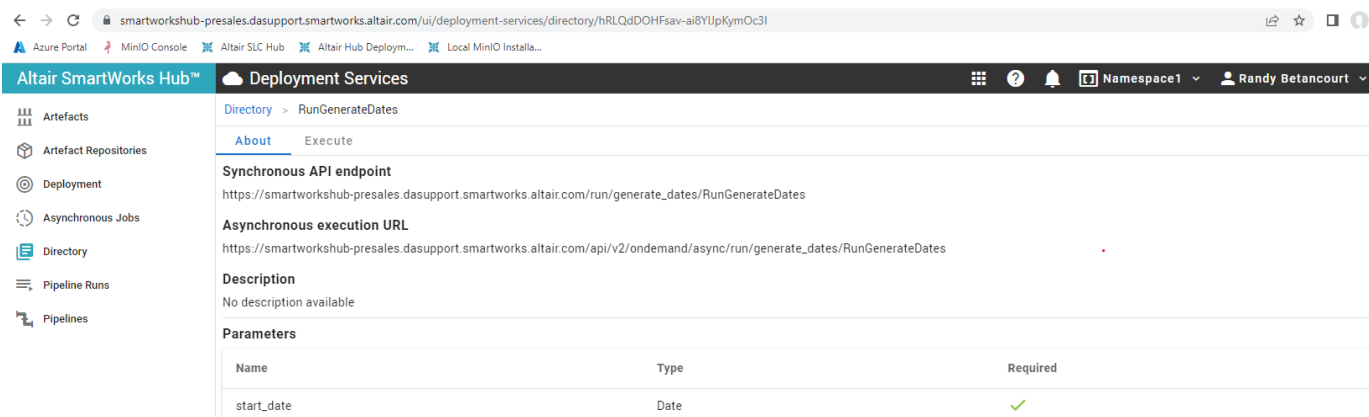 smartworkshub-presales.dasupport.smartworks.altair.com/ui/deployment-services/directory/hRLQdDOHFsav-ai8YlJpKymOc3I
Azure Portal MinIO Console Altair SLC Hub Altair Hub Deploym... Local MinIO Installa...
Altair SmartWorks Hub™ Deployment Services ? Namespace1 Randy Betancourt
Artefacts
Artefact Repositories
Deployment
Asynchronous Jobs
Directory
Pipeline Runs
Pipelines
Directory > RunGenerateDates
About Execute
Synchronous API endpoint
https://smartworkshub-presales.dasupport.smartworks.altair.com/run/generate_dates/RunGenerateDates
Asynchronous execution URL
https://smartworkshub-presales.dasupport.smartworks.altair.com/api/v2/ondemand/async/run/generate_dates/RunGenerateDates
Description
No description available
Parameters
Name Type Required
start_date Date